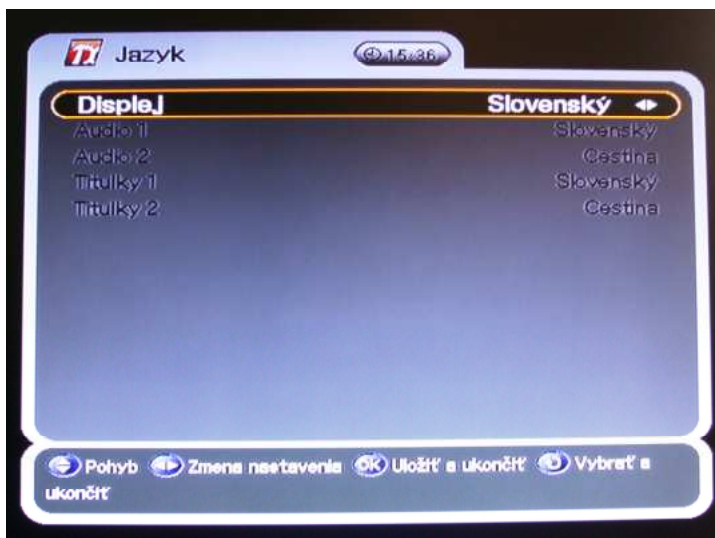 Jazyk
15:36
Displej Slovenský
Audio 1 Slovenský
Audio 2 Cestina
Titulky 1 Slovenský
Titulky 2 Cestina
Pohyb Zmena nastavenia OK Uložiť a ukončiť Vybrať a
ukončiť